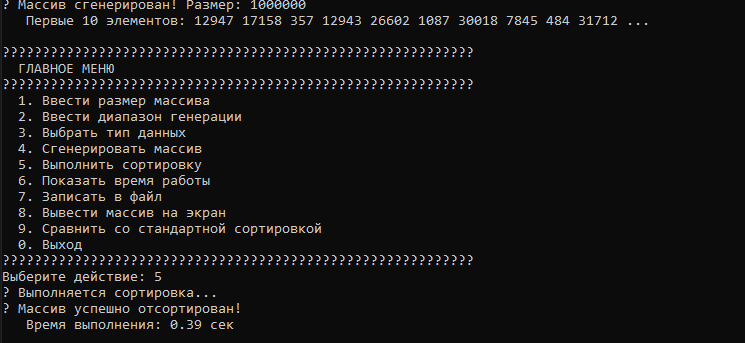 ? Массив сгенерирован! Размер: 1000000
Первые 10 элементов: 12947 17158 357 12943 26602 1087 30018 7845 484 31712 ...
???????????????????????????????????????????????????????????
ГЛАВНОЕ МЕНЮ
???????????????????????????????????????????????????????????
1. Ввести размер массива
2. Ввести диапазон генерации
3. Выбрать тип данных
4. Сгенерировать массив
5. Выполнить сортировку
6. Показать время работы
7. Записать в файл
8. Вывести массив на экран
9. Сравнить со стандартной сортировкой
0. Выход
???????????????????????????????????????????????????????????
Выберите действие: 5
? Выполняется сортировка...
? Массив успешно отсортирован!
Время выполнения: 0.39 сек